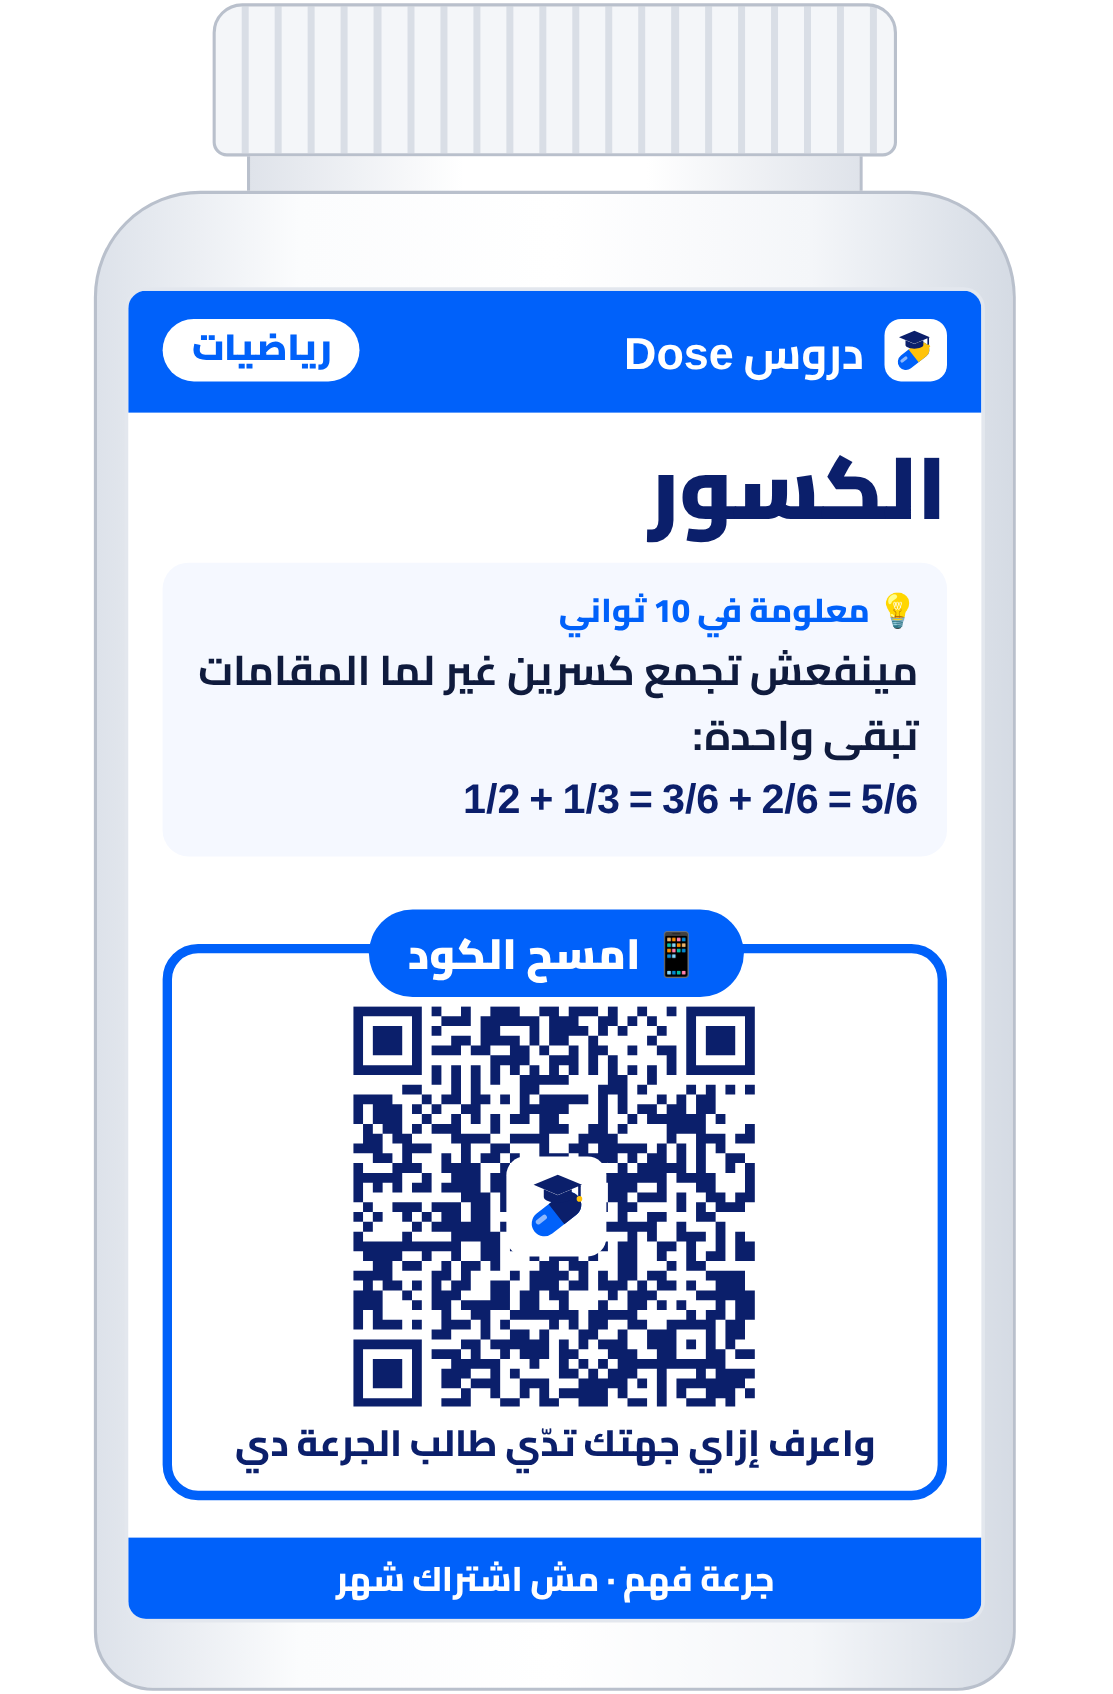 دروس Dose
رياضيات
الكسور
معلومة في 10 ثواني
مينفعش تجمع كسرين غير لما المقامات
تبقى واحدة:
1/2 + 1/3 = 3/6 + 2/6 = 5/6
امسح الكود
واعرف إزاي جهتك تدّي طالب الجرعة دي
جرعة فهم · مش اشتراك شهر